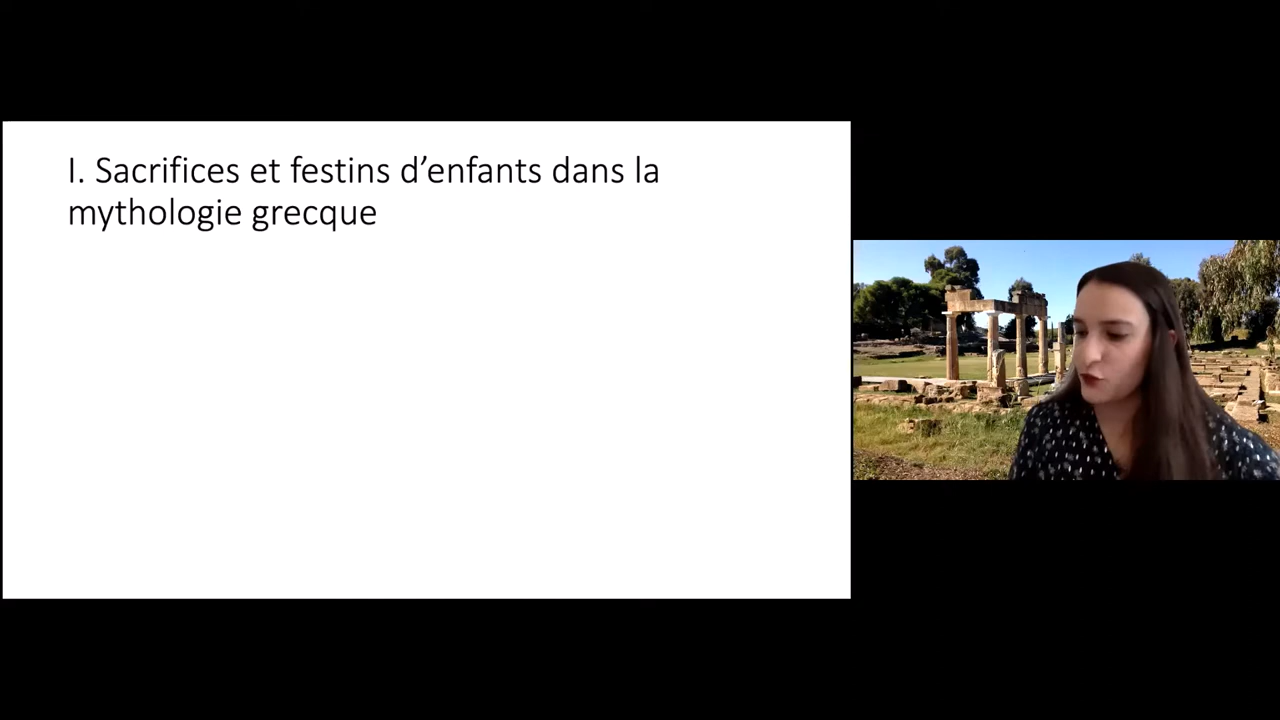 I. Sacrifices et festins d’enfants dans la
mythologie grecque